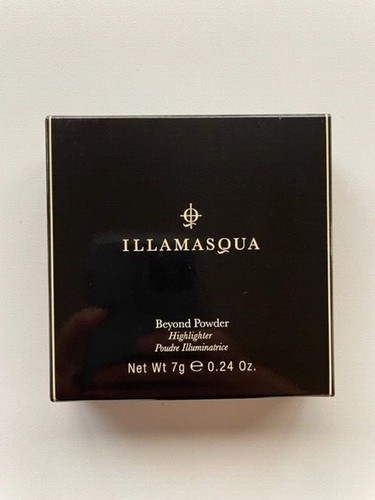 ILLAMASQUA
Beyond Powder
Highlighter
Poudre Illuminatrice
Net Wt 7g ℮ 0.24 Oz.